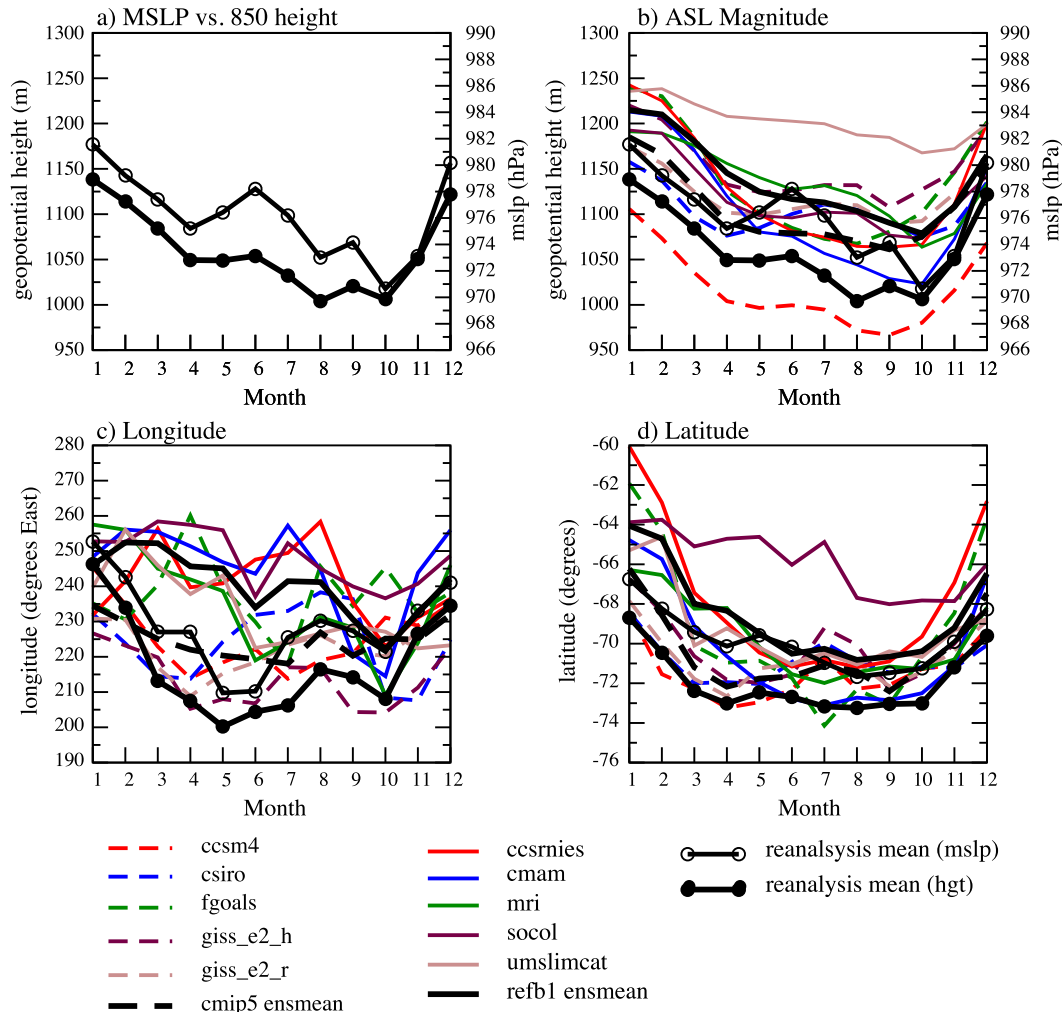 a) MSLP vs. 850 height
1300
1250
1200
1150
1100
1050
1000
950
geopotential height (m)
990
988
986
984
982
980
978
976
974
972
970
968
966
mslp (hPa)
1 2 3 4 5 6 7 8 9 10 11 12
Month
b) ASL Magnitude
1300
1250
1200
1150
1100
1050
1000
950
geopotential height (m)
990
988
986
984
982
980
978
976
974
972
970
968
966
mslp (hPa)
1 2 3 4 5 6 7 8 9 10 11 12
Month
c) Longitude
280
270
260
250
240
230
220
210
200
190
longitude (degrees East)
1 2 3 4 5 6 7 8 9 10 11 12
Month
d) Latitude
-60
-62
-64
-66
-68
-70
-72
-73
-76
latitude (degrees)
1 2 3 4 5 6 7 8 9 10 11 12
Month
ccsm4
csiro
fgoals
giss_e2_h
giss_e2_r
cmip5 ensmean
ccsrnies
cmam
mri
socol
umslimcat
refb1 ensmean
reanalsysis mean (mslp)
reanalysis mean (hgt)